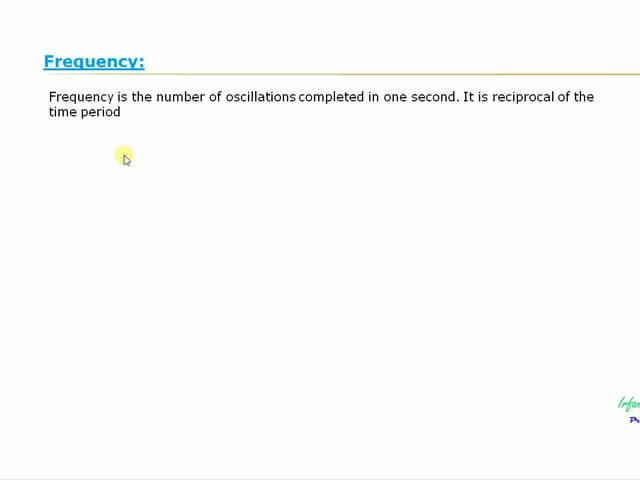 Frequency:
Frequency is the number of oscillations completed in one second. It is reciprocal of the
time period